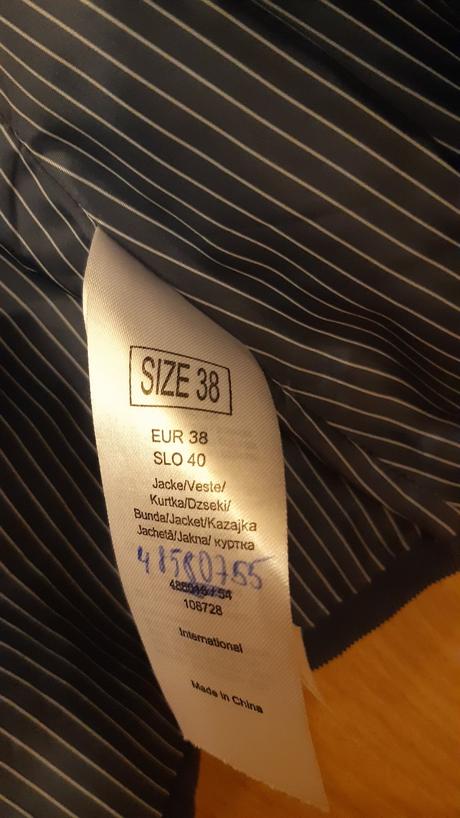 SIZE 38
EUR 38
SLO 40
Jacke/Veste/
Kurtka/Dzseki/
Bunda/Jacket/Kazajka
Jachetă/Jakna/ куртка
41580755
108728
International
Made in China